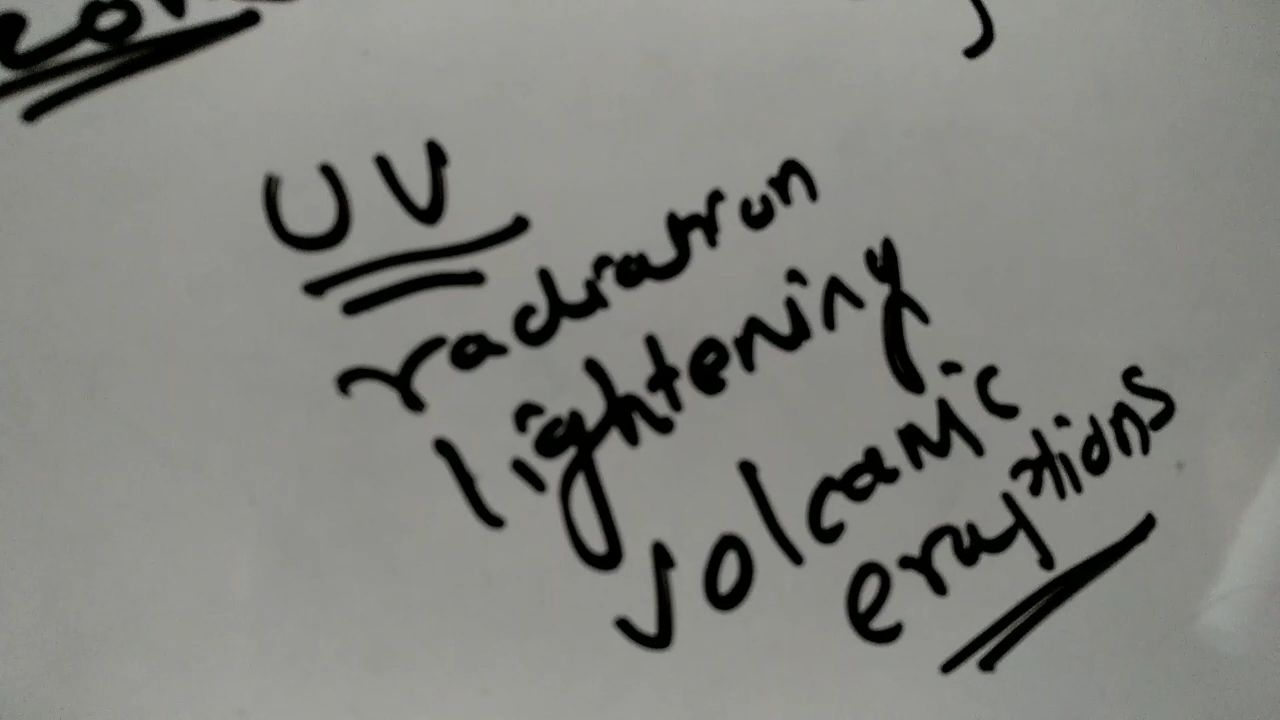 UV
radiation
lightening
volcanic
eruptions